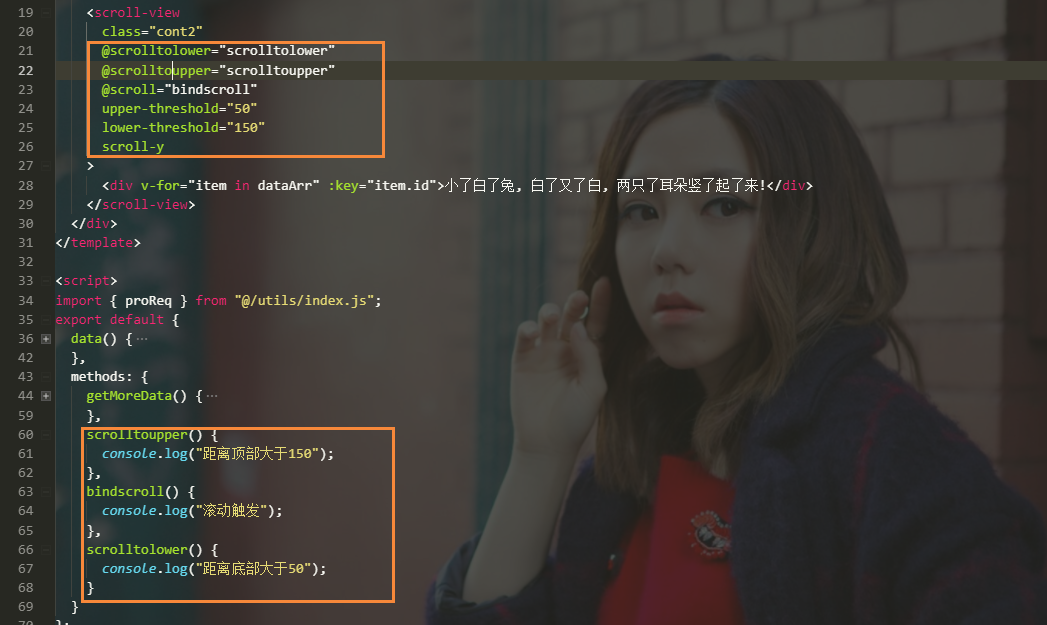 19 <scroll-view
20 class="cont2"
21 @scrolltolower="scrolltolower"
22 @scrolltoupper="scrolltoupper"
23 @scroll="bindscroll"
24 upper-threshold="50"
25 lower-threshold="150"
26 scroll-y
27 >
28 <div v-for="item in dataArr" :key="item.id">小了白了兔, 白了又了白, 两只了耳朵竖了起了来!</div>
29 </scroll-view>
30 </div>
31 </template>
32
33 <script>
34 import { proReq } from "@/utils/index.js";
35 export default {
36 data() {…
42 },
43 methods: {
44 getMoreData() {…
59 },
60 scrolltoupper() {
61 console.log("距离顶部大于150");
62 },
63 bindscroll() {
64 console.log("滚动触发");
65 },
66 scrolltolower() {
67 console.log("距离底部大于50");
68 }
69 }
70 };